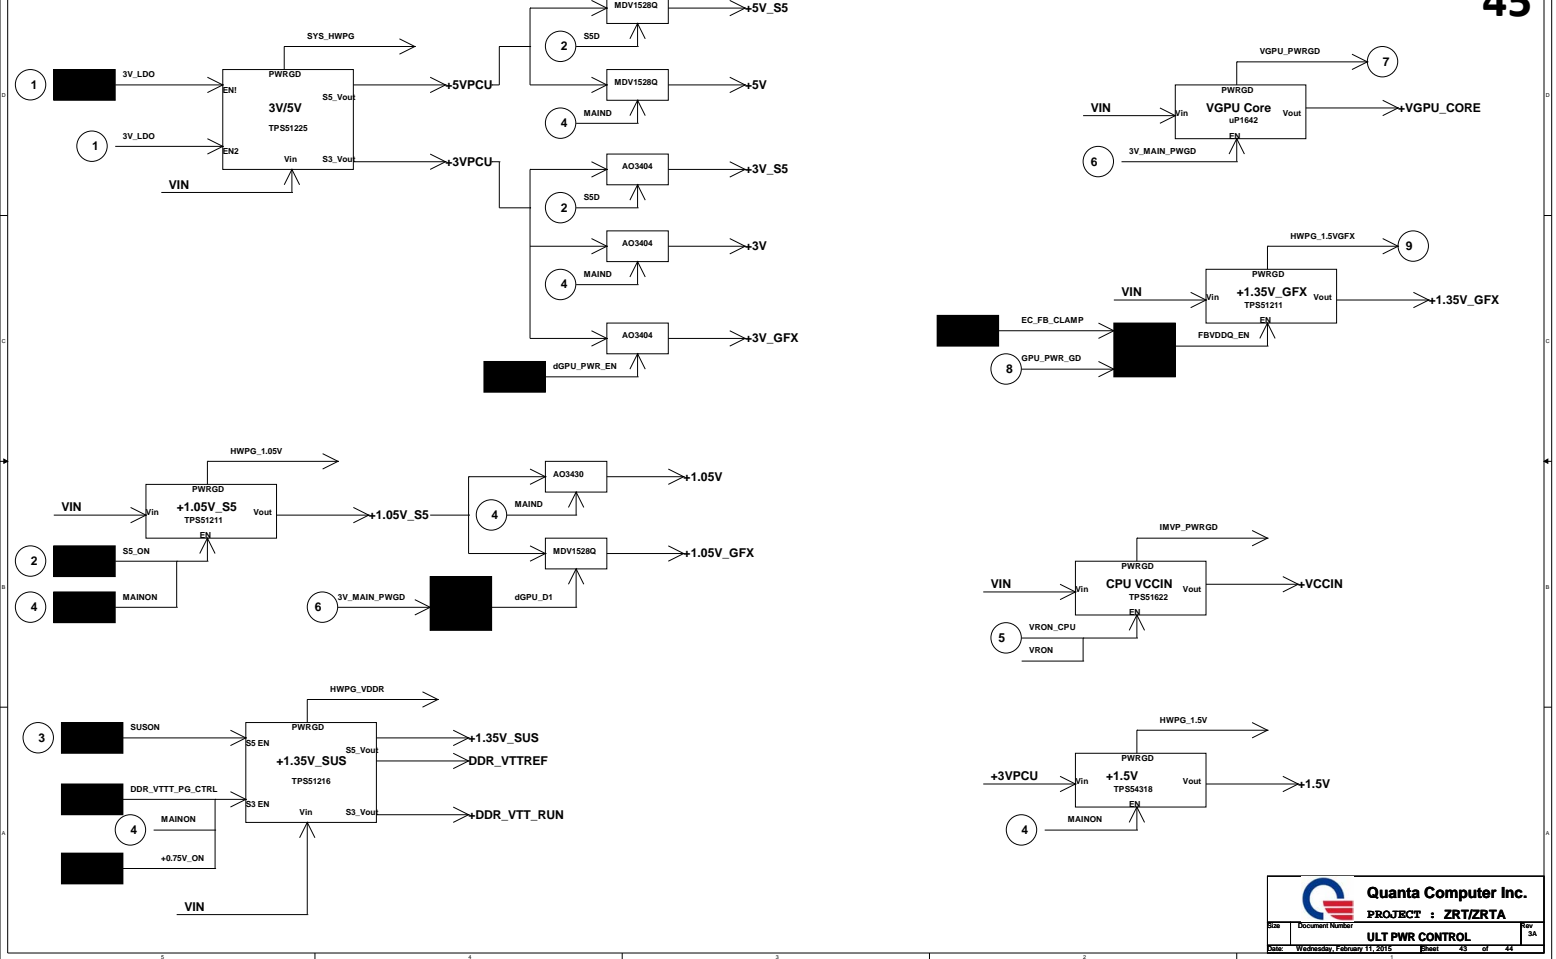 45
MDV1528Q
+5V_S5
2
S5D
SYS_HWPG
PWRGD
1
3V_LDO
EN!
3V/5V
TPS51225
S5_Vout
+5VPCU
MDV1528Q
+5V
4
MAIND
1
3V_LDO
EN2
Vin
S3_Vout
+3VPCU
VIN
AO3404
+3V_S5
2
S5D
AO3404
+3V
4
MAIND
AO3404
+3V_GFX
dGPU_PWR_EN
VGPU_PWRGD
7
PWRGD
VIN
Vin
VGPU Core
uP1642
Vout
+VGPU_CORE
EN
6
3V_MAIN_PWGD
HWPG_1.5VGFX
9
PWRGD
VIN
Vin
+1.35V_GFX
TPS51211
Vout
+1.35V_GFX
EN
EC_FB_CLAMP
FBVDDQ_EN
8
GPU_PWR_GD
HWPG_1.05V
PWRGD
VIN
Vin
+1.05V_S5
TPS51211
Vout
+1.05V_S5
EN
2
S5_ON
4
MAINON
AO3430
+1.05V
4
MAIND
MDV1528Q
+1.05V_GFX
6
3V_MAIN_PWGD
dGPU_D1
IMVP_PWRGD
PWRGD
VIN
Vin
CPU VCCIN
TPS51622
Vout
+VCCIN
EN
5
VRON_CPU
VRON
HWPG_VDDR
PWRGD
3
SUSON
S5 EN
S5_Vout
+1.35V_SUS
+1.35V_SUS
TPS51216
DDR_VTTREF
DDR_VTTT_PG_CTRL
S3 EN
Vin
S3_Vout
+DDR_VTT_RUN
4
MAINON
+0.75V_ON
VIN
HWPG_1.5V
PWRGD
+3VPCU
Vin
+1.5V
TPS54318
Vout
+1.5V
EN
4
MAINON
Quanta Computer Inc.
PROJECT : ZRT/ZRTA
Size Document Number Rev
ULT PWR CONTROL 3A
Date: Wednesday, February 11, 2015 Sheet 43 of 44
D
D
C
C
B
B
A
A
5 4 3 2 1